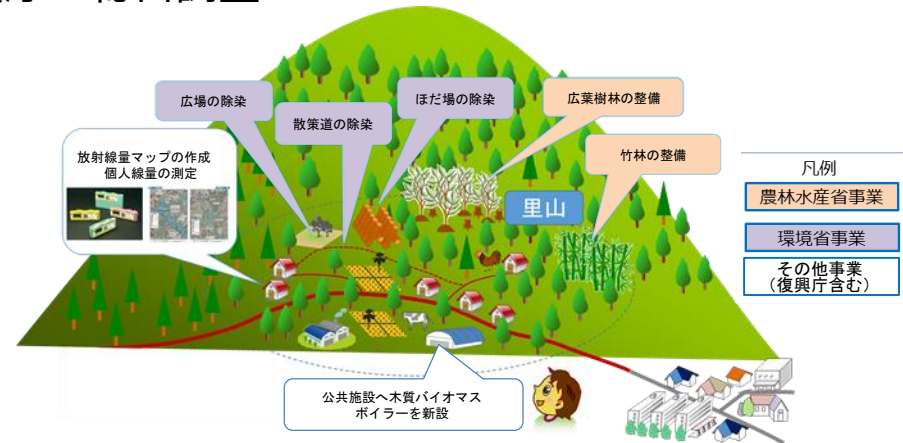 広場の除染
散策道の除染
ほだ場の除染
広葉樹林の整備
竹林の整備
放射線量マップの作成
個人線量の測定
里山
凡例
農林水産省事業
環境省事業
その他事業
(復興庁含む)
公共施設へ木質バイオマス
ボイラーを新設